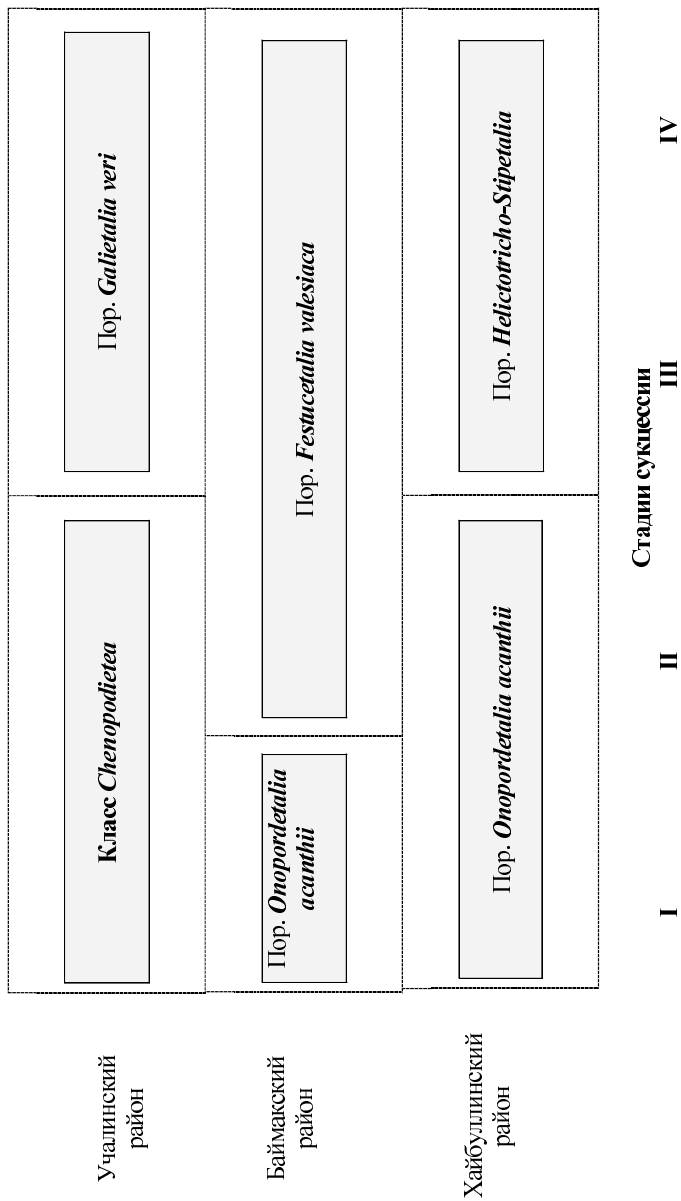 Учалинский
район
Класс Chenopodietea
Пор. Galietalia veri
Баймакский
район
Пор. Onopordetalia
acanthii
Пор. Festucetalia valesiaca
Хайбуллинский
район
Пор. Onopordetalia acanthii
Пор. Helictotricho-Stipetalia
Стадии сукцессии
I II III IV